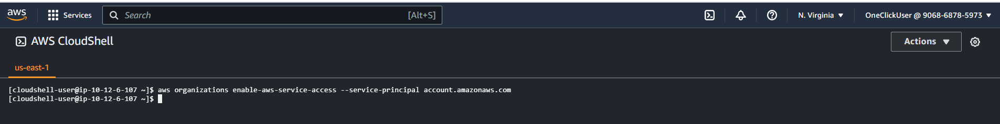 aws Services Search [Alt+S] N. Virginia ▼ OneClickUser @ 9068-6878-5973 ▼
AWS CloudShell Actions ▼
us-east-1
[cloudshell-user@ip-10-12-6-107 ~]$ aws organizations enable-aws-service-access --service-principal account.amazonaws.com
[cloudshell-user@ip-10-12-6-107 ~]$